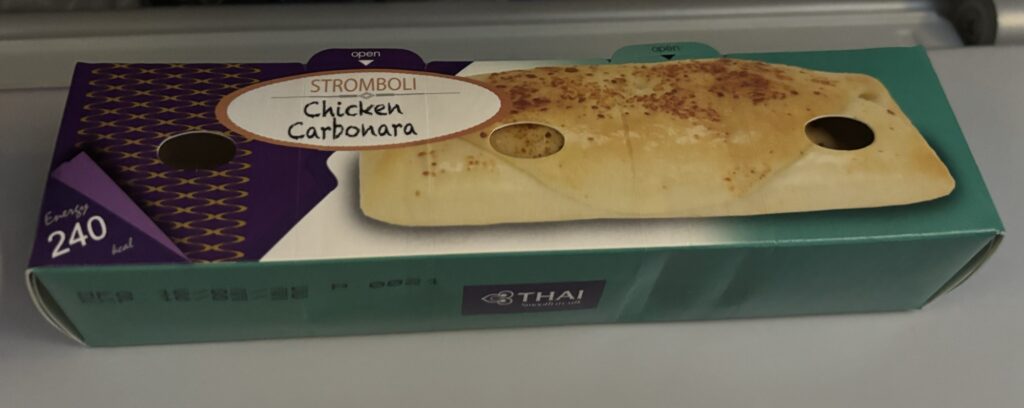 open
open
STROMBOLI
Chicken
Carbonara
Energy
240
kcal
THAI